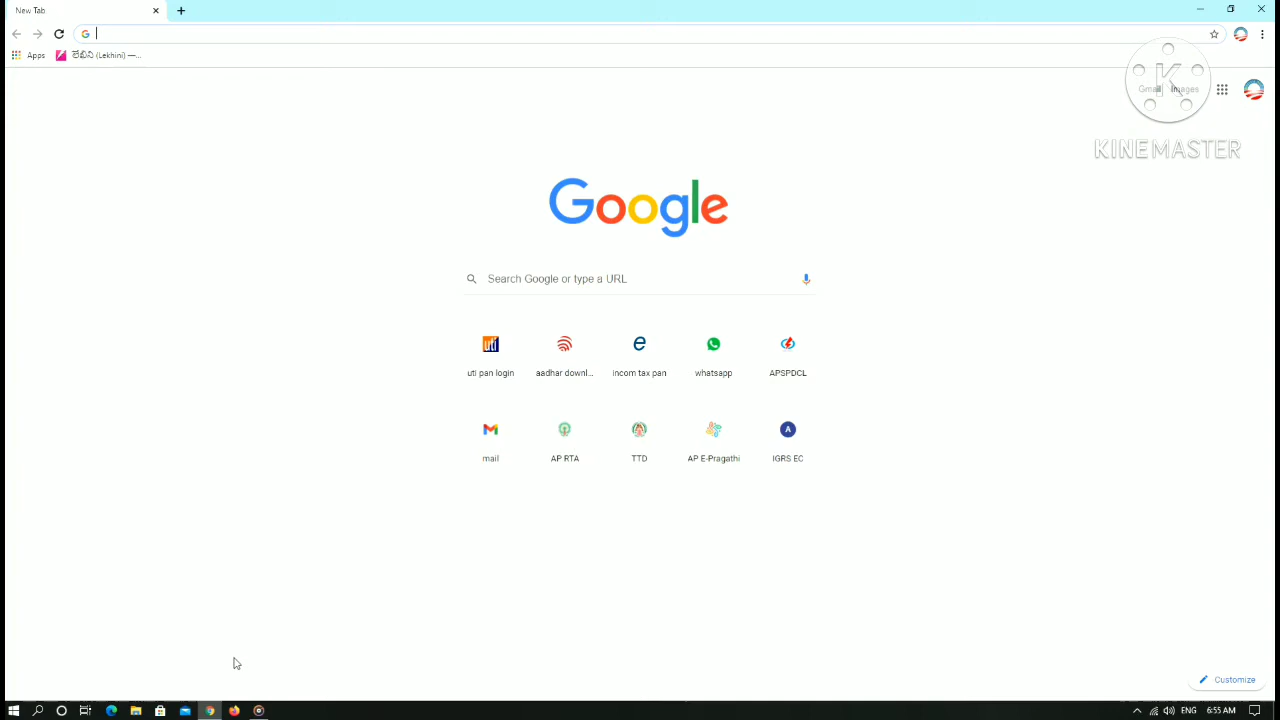 New Tab
Apps లేఖిని (Lekhini) —...
Gmail Images
KINEMASTER
Google
Search Google or type a URL
uti pan login aadhar downl... incom tax pan whatsapp APSPDCL
mail AP RTA TTD AP E-Pragathi IGRS EC
Customize
ENG 6:55 AM